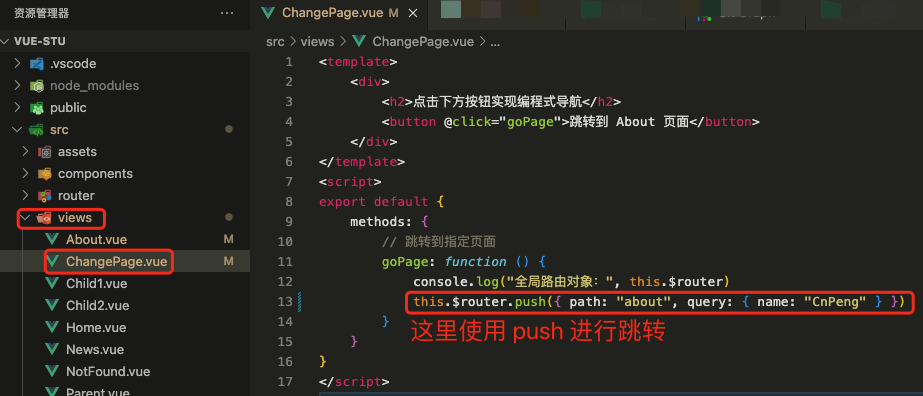 资源管理器 ···
ChangePage.vue M ×
VUE-STU
src > views > ChangePage.vue > ...
.vscode
node_modules
public
src
assets
components
router
views
About.vue M
ChangePage.vue M
Child1.vue
Child2.vue
Home.vue
News.vue
NotFound.vue
Parent.vue
1 <template>
2 <div>
3 <h2>点击下方按钮实现编程式导航</h2>
4 <button @click="goPage">跳转到 About 页面</button>
5 </div>
6 </template>
7 <script>
8 export default {
9 methods: {
10 // 跳转到指定页面
11 goPage: function () {
12 console.log("全局路由对象：", this.$router)
13 this.$router.push({ path: "about", query: { name: "CnPeng" } })
14 }
这里使用 push 进行跳转
15 }
16 }
17 </script>